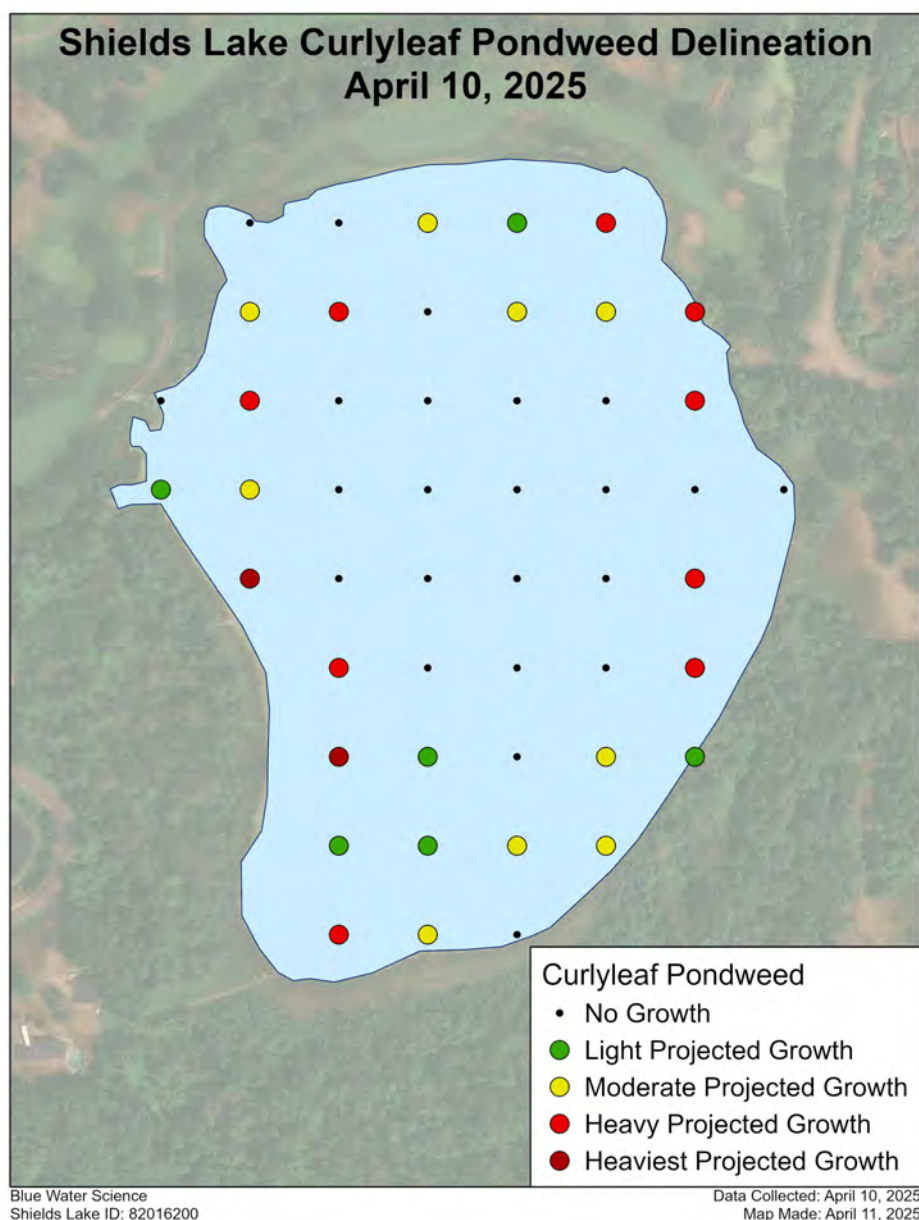 Shields Lake Curlyleaf Pondweed Delineation
April 10, 2025
Curlyleaf Pondweed
No Growth
Light Projected Growth
Moderate Projected Growth
Heavy Projected Growth
Heaviest Projected Growth
Blue Water Science
Shields Lake ID: 82016200
Data Collected: April 10, 2025
Map Made: April 11, 2025